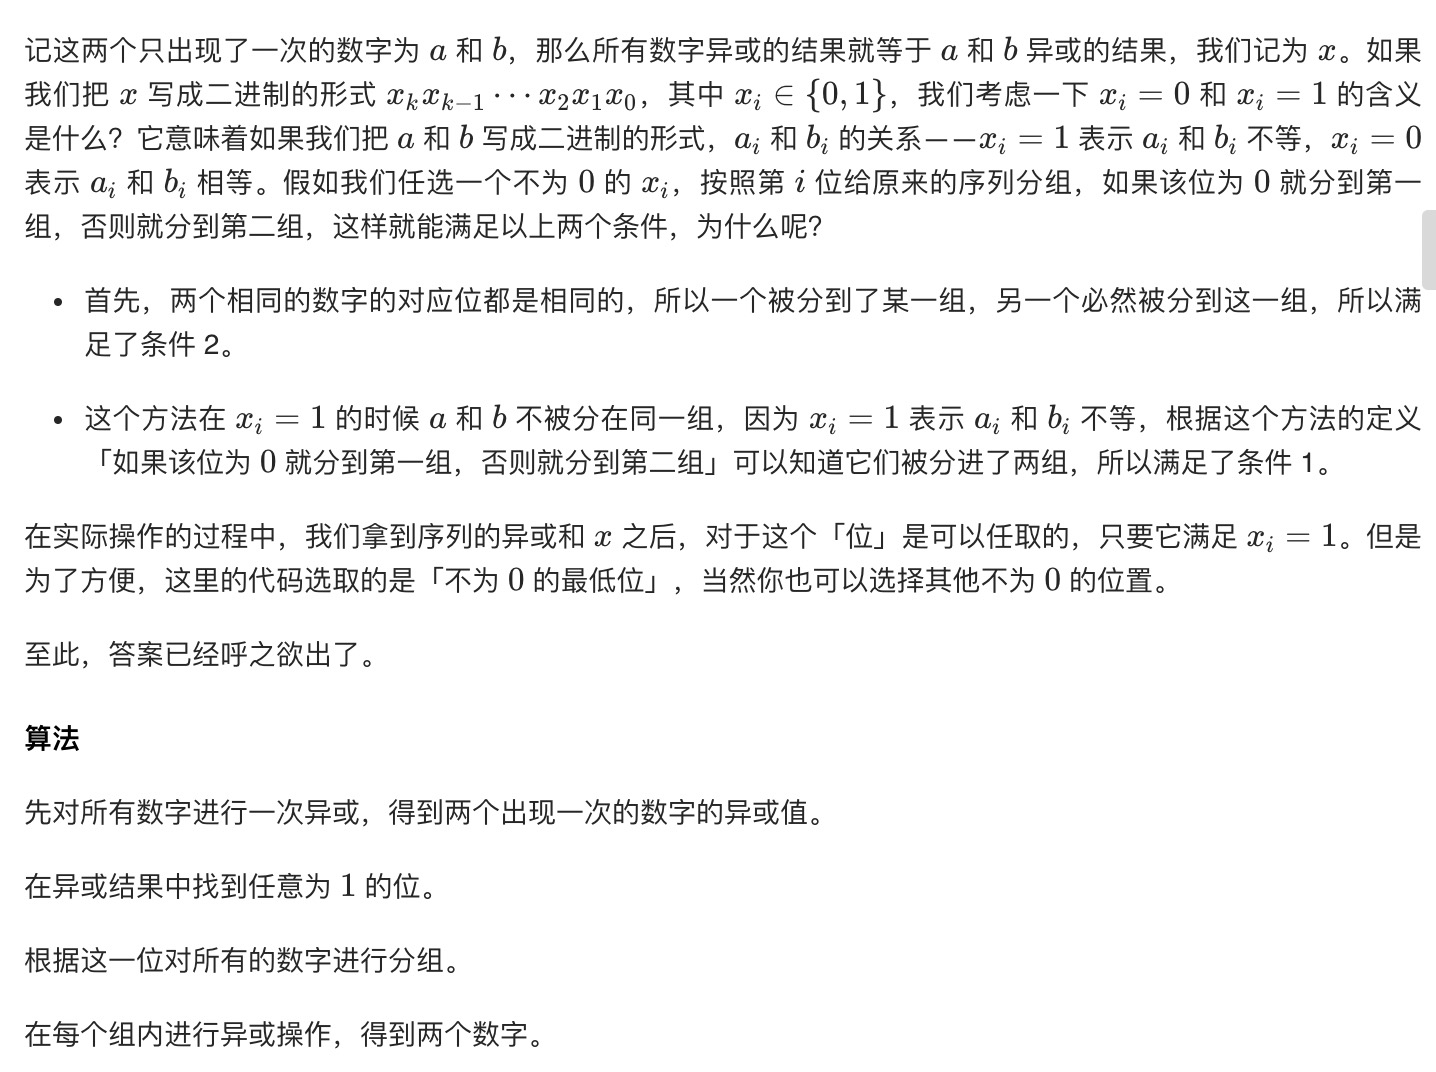 记这两个只出现了一次的数字为 a 和 b，那么所有数字异或的结果就等于 a 和 b 异或的结果，我们记为 x。如果
我们把 x 写成二进制的形式 x_k x_{k−1} ⋯ x_2 x_1 x_0，其中 x_i ∈ {0, 1}，我们考虑一下 x_i = 0 和 x_i = 1 的含义
是什么？它意味着如果我们把 a 和 b 写成二进制的形式，a_i 和 b_i 的关系——x_i = 1 表示 a_i 和 b_i 不等，x_i = 0
表示 a_i 和 b_i 相等。假如我们任选一个不为 0 的 x_i，按照第 i 位给原来的序列分组，如果该位为 0 就分到第一
组，否则就分到第二组，这样就能满足以上两个条件，为什么呢？
• 首先，两个相同的数字的对应位都是相同的，所以一个被分到了某一组，另一个必然被分到这一组，所以满
足了条件 2。
• 这个方法在 x_i = 1 的时候 a 和 b 不被分在同一组，因为 x_i = 1 表示 a_i 和 b_i 不等，根据这个方法的定义
「如果该位为 0 就分到第一组，否则就分到第二组」可以知道它们被分进了两组，所以满足了条件 1。
在实际操作的过程中，我们拿到序列的异或和 x 之后，对于这个「位」是可以任取的，只要它满足 x_i = 1。但是
为了方便，这里的代码选取的是「不为 0 的最低位」，当然你也可以选择其他不为 0 的位置。
至此，答案已经呼之欲出了。
算法
先对所有数字进行一次异或，得到两个出现一次的数字的异或值。
在异或结果中找到任意为 1 的位。
根据这一位对所有的数字进行分组。
在每个组内进行异或操作，得到两个数字。